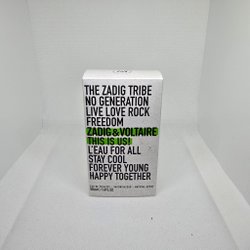 THE ZADIG TRIBE
NO GENERATION
LIVE LOVE ROCK
FREEDOM
ZADIG&VOLTAIRE
THIS IS US!
L'EAU FOR ALL
STAY COOL
FOREVER YOUNG
HAPPY TOGETHER